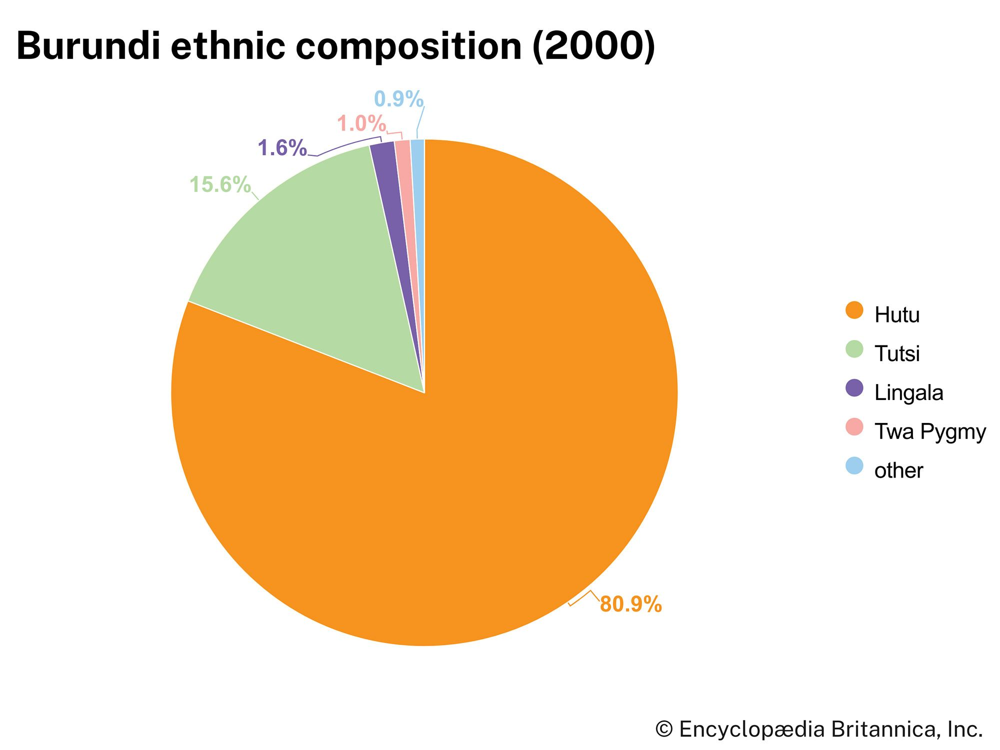 Burundi ethnic composition (2000)
0.9%
1.0%
1.6%
15.6%
Hutu
Tutsi
Lingala
Twa Pygmy
other
80.9%
© Encyclopædia Britannica, Inc.